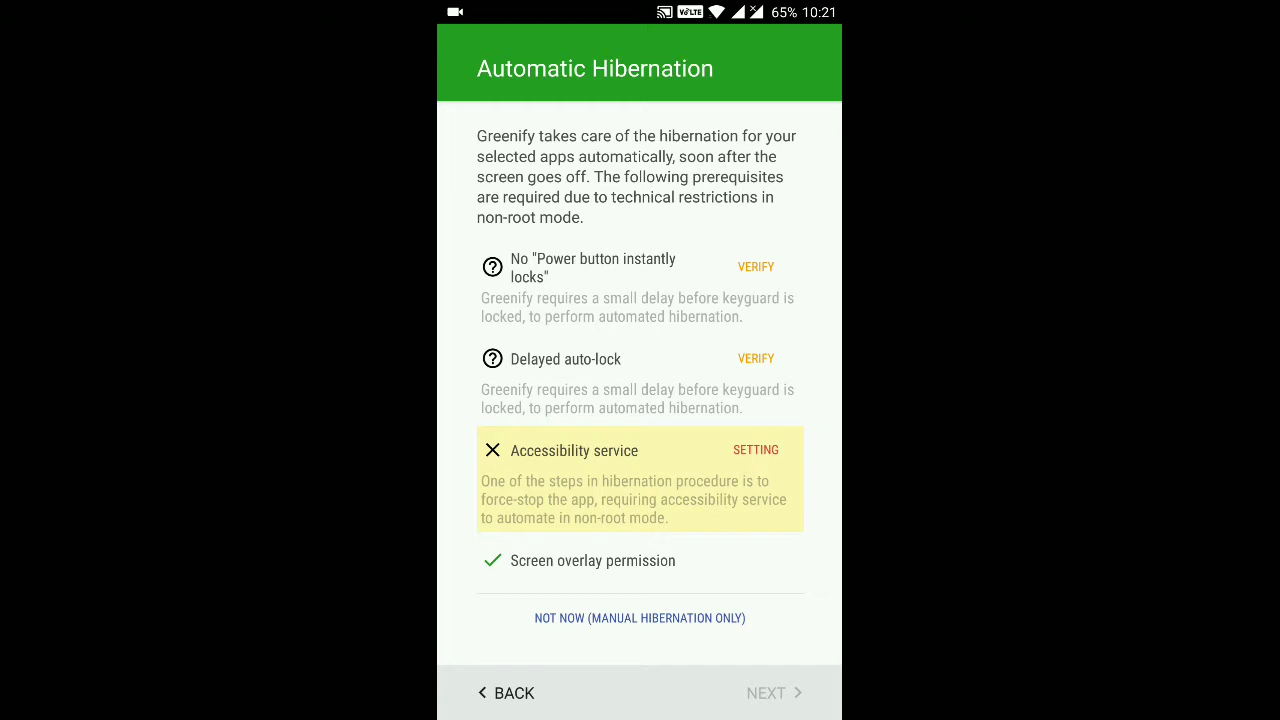 VoLTE 65% 10:21
Automatic Hibernation
Greenify takes care of the hibernation for your
selected apps automatically, soon after the
screen goes off. The following prerequisites
are required due to technical restrictions in
non-root mode.
No "Power button instantly
locks"
VERIFY
Greenify requires a small delay before keyguard is
locked, to perform automated hibernation.
Delayed auto-lock VERIFY
Greenify requires a small delay before keyguard is
locked, to perform automated hibernation.
Accessibility service SETTING
One of the steps in hibernation procedure is to
force-stop the app, requiring accessibility service
to automate in non-root mode.
Screen overlay permission
NOT NOW (MANUAL HIBERNATION ONLY)
BACK NEXT